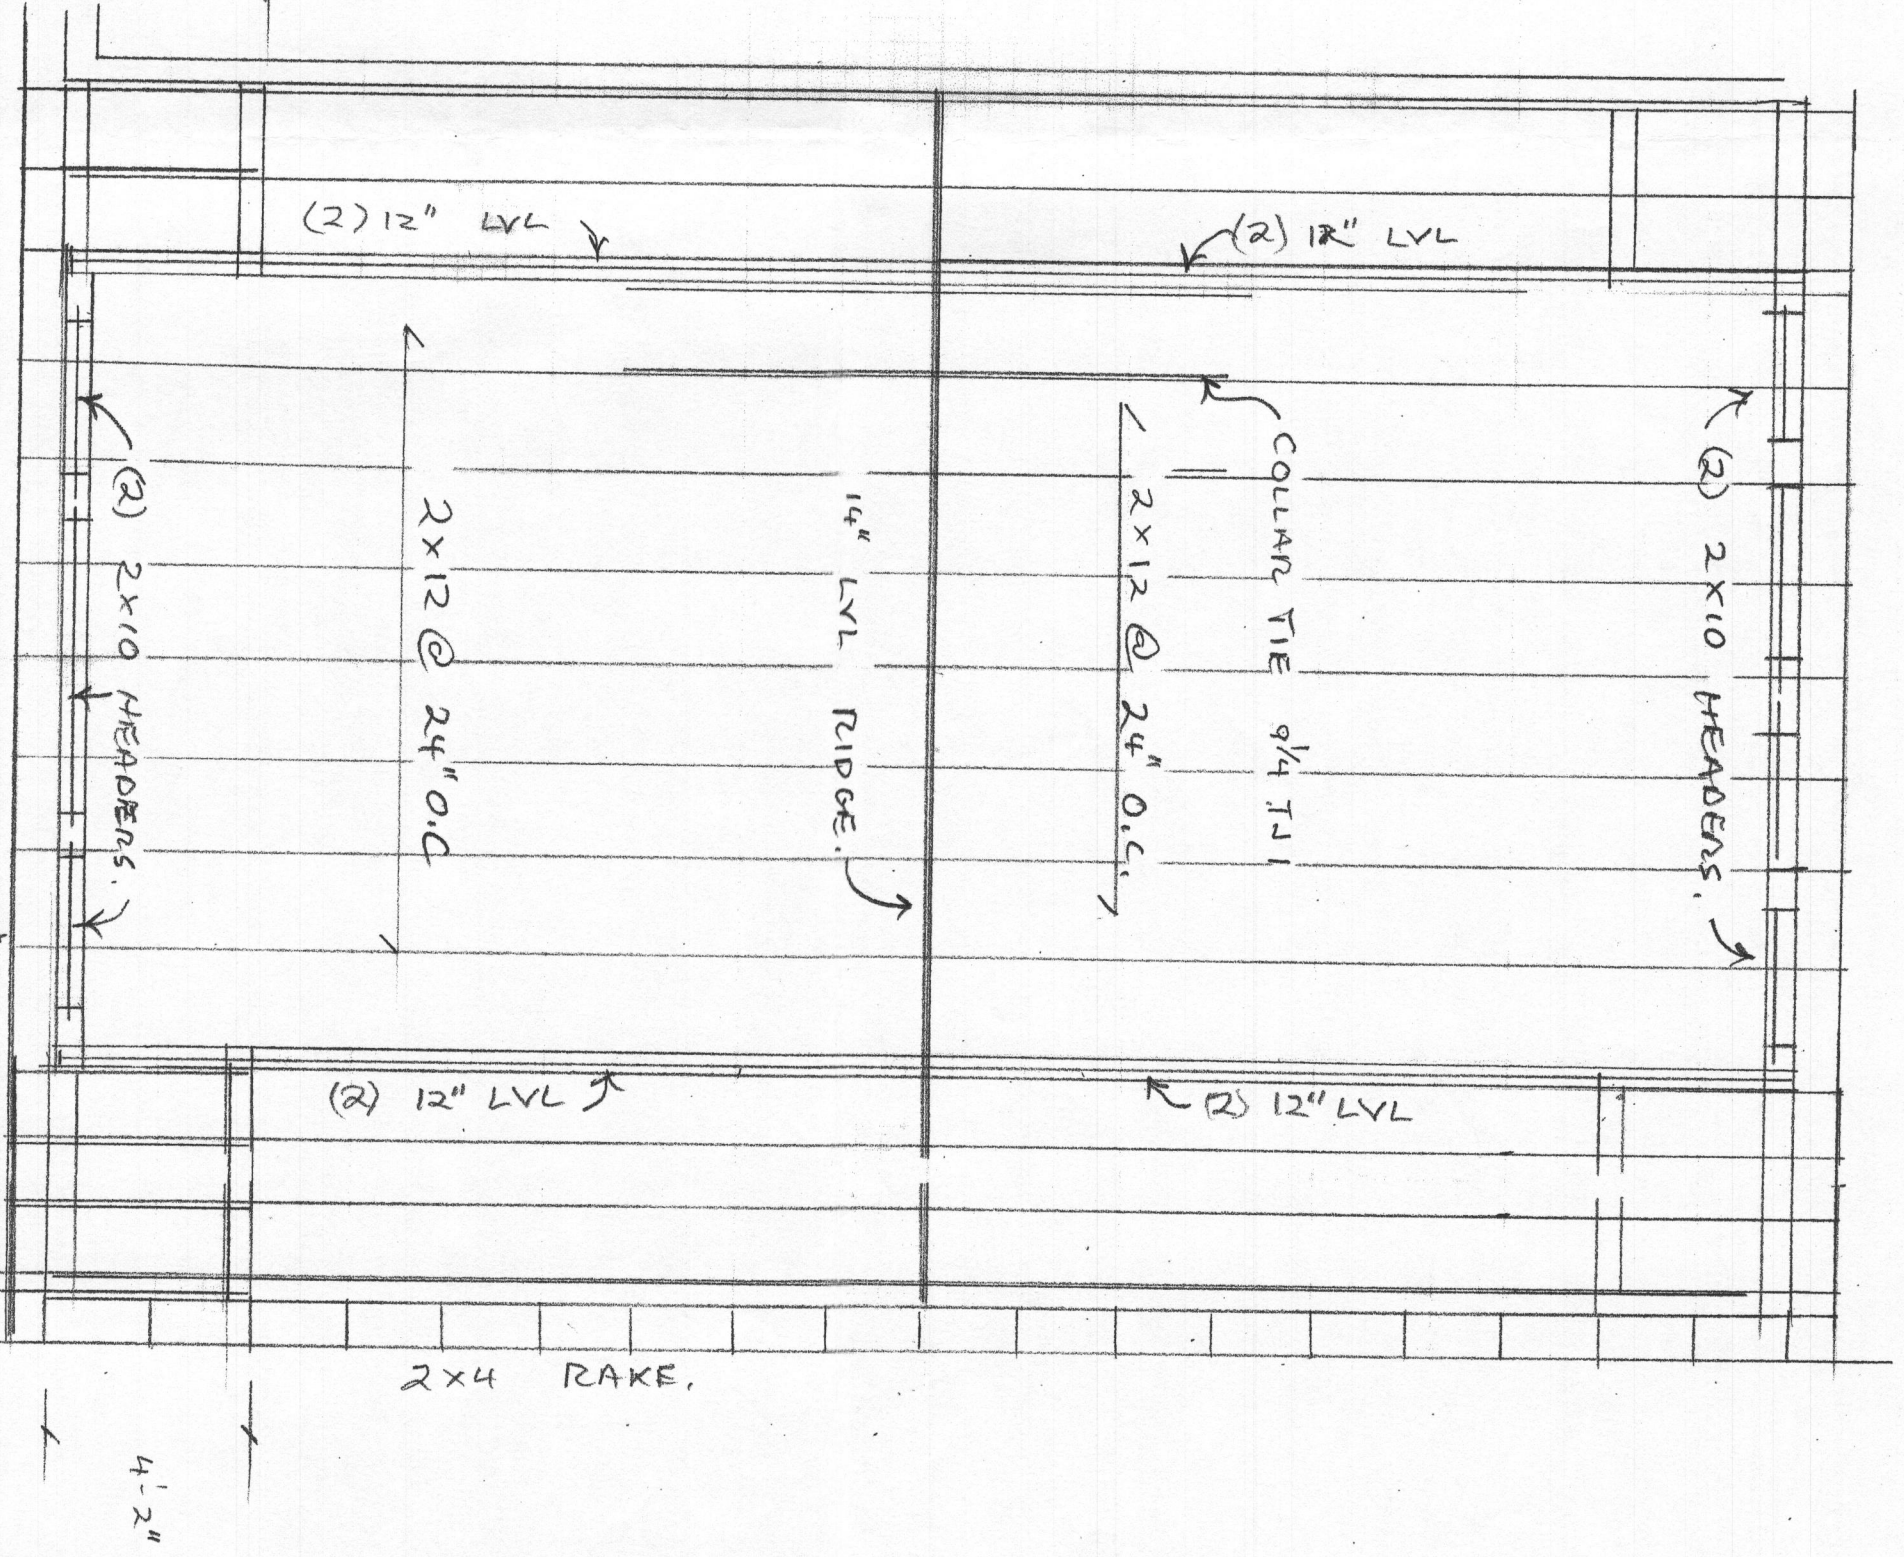 (2) 12" LVL
(2) 12" LVL
(2) 2x10 HEADERS.
2x12 @ 24" O.C
14" LVL RIDGE.
2x12 @ 24" O.C.
COLLAR TIE 9 1/4 TJI
(2) 2x10 HEADERS.
(2) 12" LVL
(2) 12" LVL
2x4 RAKE.
4'-2"